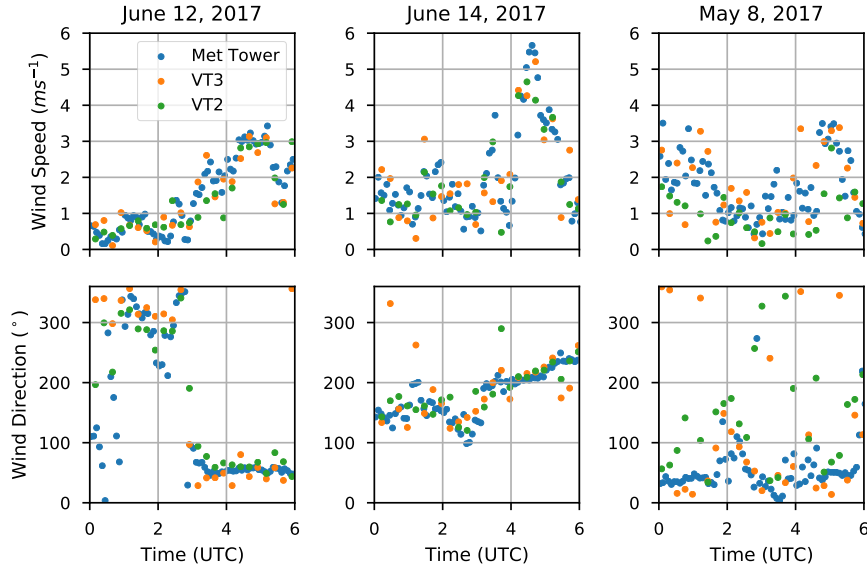 June 12, 2017 June 14, 2017 May 8, 2017
Wind Speed (ms⁻¹)
6 6 6
5 5 5
4 4 4
3 3 3
2 2 2
1 1 1
0 0 0
Met Tower
VT3
VT2
Wind Direction (°)
300 300 300
200 200 200
100 100 100
0 0 0
0 2 4 6 0 2 4 6 0 2 4 6
Time (UTC) Time (UTC) Time (UTC)